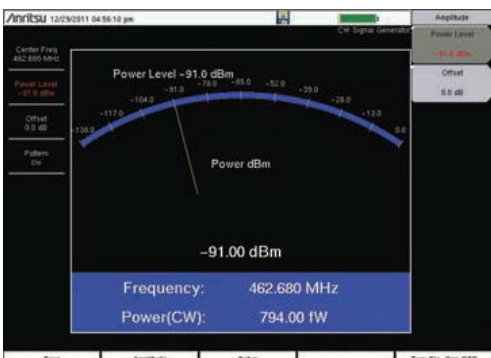 Anritsu 12/29/2011 04:56:10 pm
CW Signal Generator
Amplitude
Power Level
-91.0 dBm
Offset
0.0 dB
Center Freq
462.680 MHz
Power Level
-91.0 dBm
Offset
0.0 dB
Pattern
CW
Power Level -91.0 dBm
-130.0
-117.0
-104.0
-91.0
-78.0
-65.0
-52.0
-39.0
-26.0
-13.0
0.0
Power dBm
-91.00 dBm
Frequency: 462.680 MHz
Power(CW): 794.00 fW
Freq
Amplitude
Setup